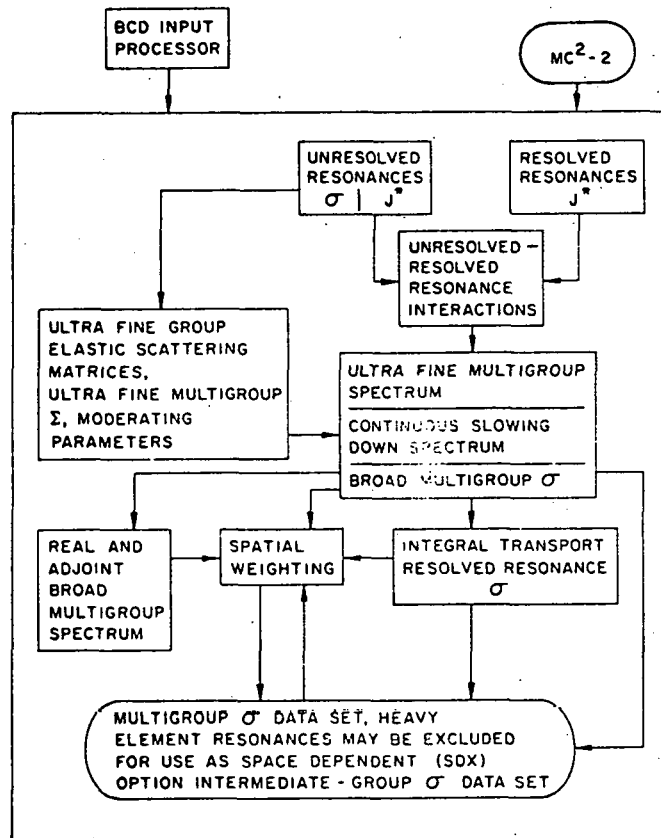 BCD INPUT
PROCESSOR
MC²-2
UNRESOLVED
RESONANCES
σ | J*
RESOLVED
RESONANCES
J*
UNRESOLVED-
RESOLVED
RESONANCE
INTERACTIONS
ULTRA FINE GROUP
ELASTIC SCATTERING
MATRICES,
ULTRA FINE MULTIGROUP
Σ, MODERATING
PARAMETERS
ULTRA FINE MULTIGROUP
SPECTRUM
CONTINUOUS SLOWING
DOWN SPECTRUM
BROAD MULTIGROUP σ
REAL AND
ADJOINT
BROAD
MULTIGROUP
SPECTRUM
SPATIAL
WEIGHTING
INTEGRAL TRANSPORT
RESOLVED RESONANCE
σ
MULTIGROUP σ DATA SET, HEAVY
ELEMENT RESONANCES MAY BE EXCLUDED
FOR USE AS SPACE DEPENDENT (SDX)
OPTION INTERMEDIATE-GROUP σ DATA SET